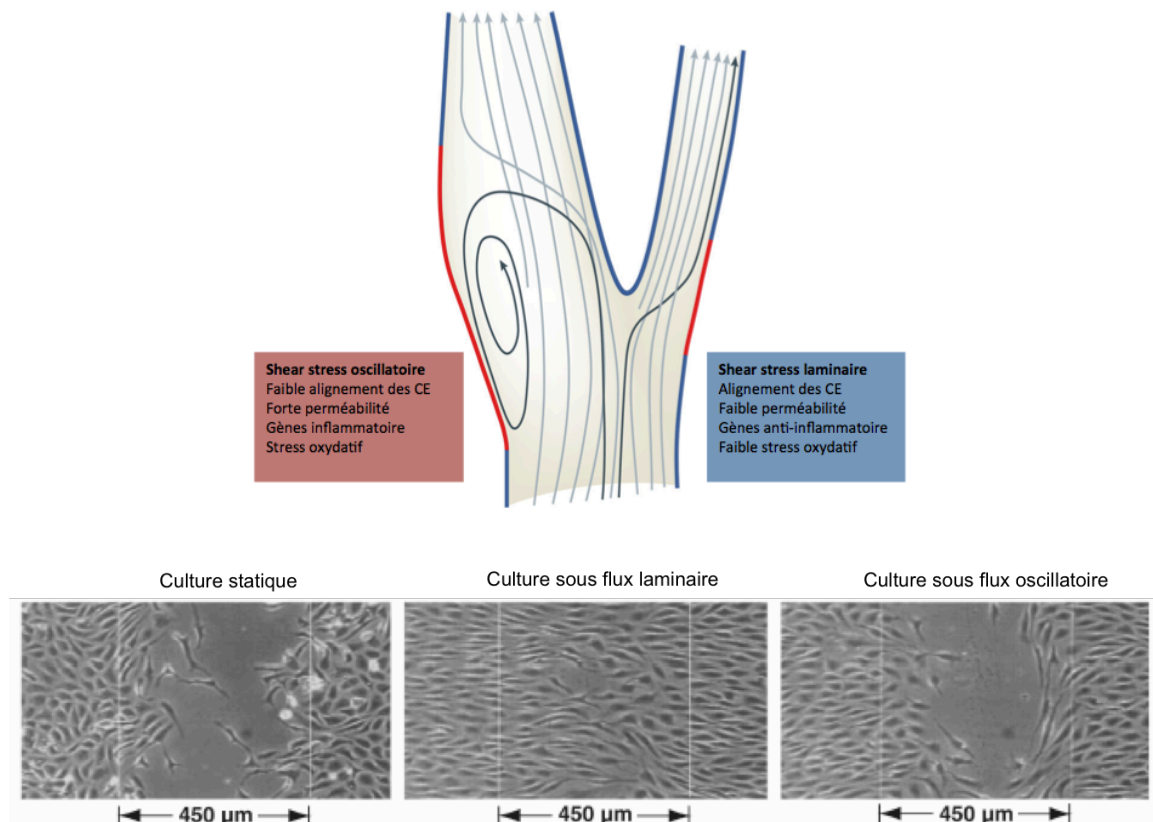 Shear stress oscillatoire
Faible alignement des CE
Forte perméabilité
Gènes inflammatoire
Stress oxydatif
Shear stress laminaire
Alignement des CE
Faible perméabilité
Gènes anti-inflammatoire
Faible stress oxydatif
Culture statique
Culture sous flux laminaire
Culture sous flux oscillatoire
450 µm
450 µm
450 µm